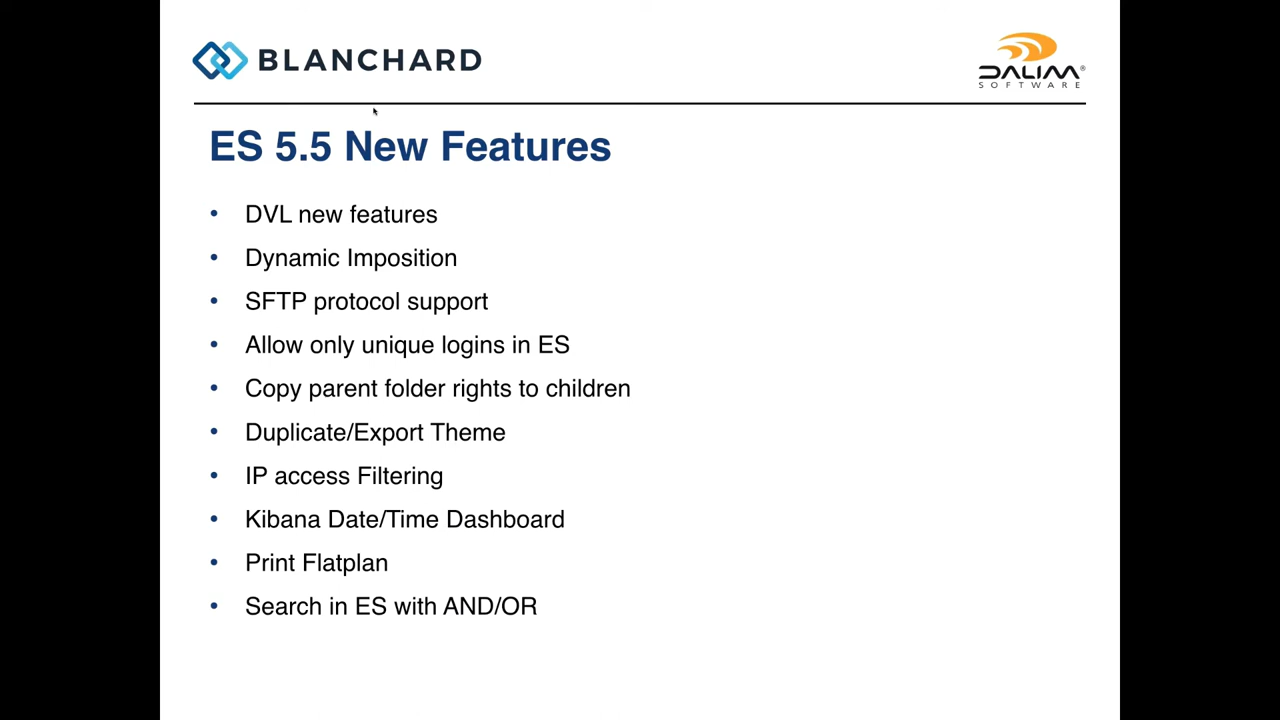 BLANCHARD
DALIM®
SOFTWARE
ES 5.5 New Features
• DVL new features
• Dynamic Imposition
• SFTP protocol support
• Allow only unique logins in ES
• Copy parent folder rights to children
• Duplicate/Export Theme
• IP access Filtering
• Kibana Date/Time Dashboard
• Print Flatplan
• Search in ES with AND/OR